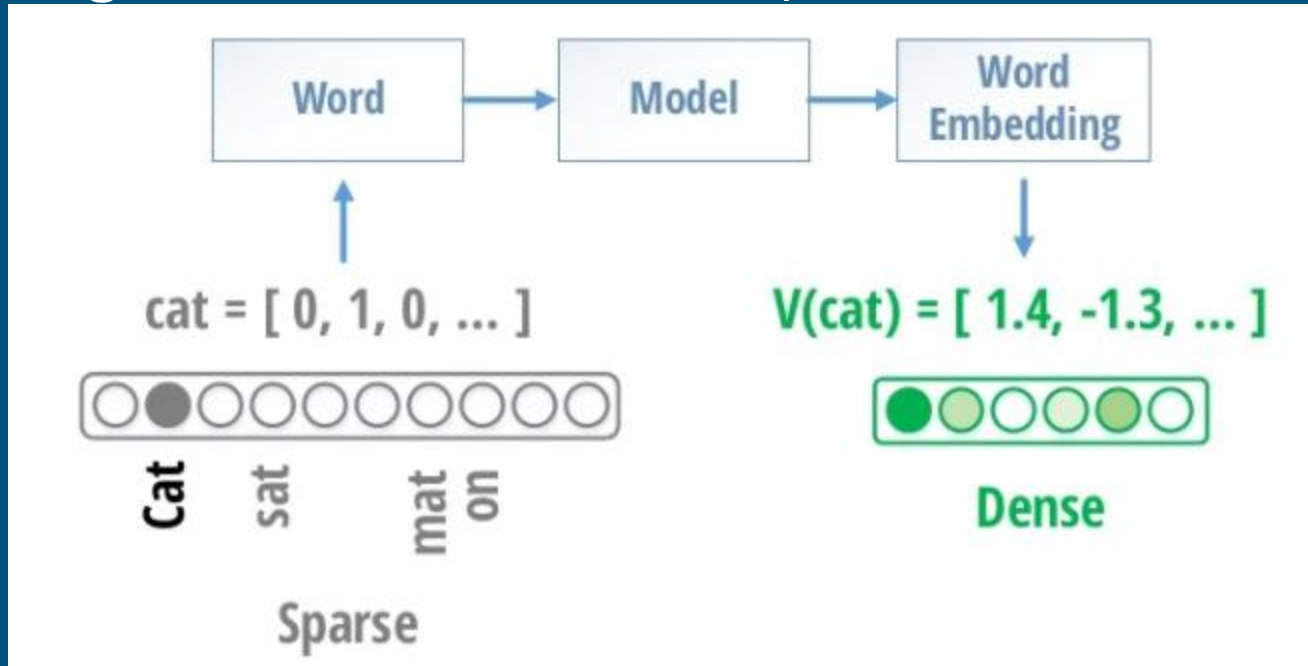 Word
Model
Word
Embedding
cat = [ 0, 1, 0, ... ]
V(cat) = [ 1.4, -1.3, ... ]
Cat
sat
mat
on
Dense
Sparse